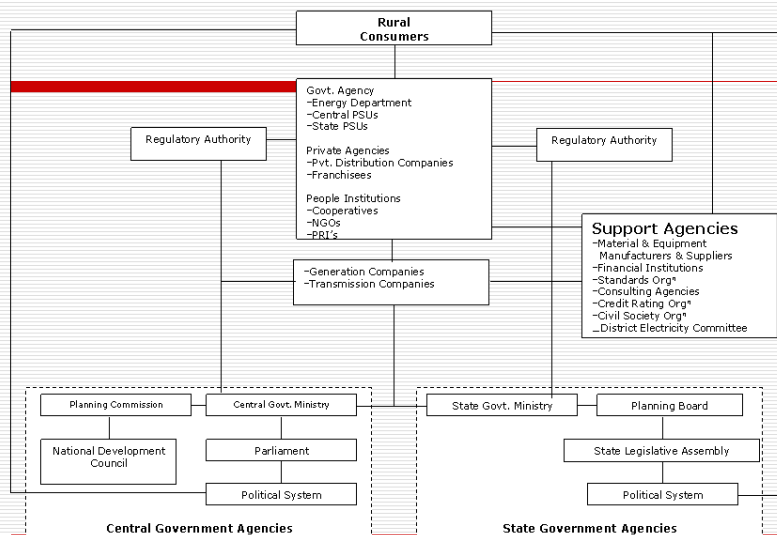 Rural
Consumers
Govt. Agency
-Energy Department
-Central PSUs
-State PSUs
Private Agencies
-Pvt. Distribution Companies
-Franchisees
People Institutions
-Cooperatives
-NGOs
-PRI's
Regulatory Authority
Regulatory Authority
Support Agencies
-Material & Equipment
Manufacturers & Suppliers
-Financial Institutions
-Standards Orgⁿ
-Consulting Agencies
-Credit Rating Orgⁿ
-Civil Society Orgⁿ
_District Electricity Committee
-Generation Companies
-Transmission Companies
Planning Commission
Central Govt. Ministry
State Govt. Ministry
Planning Board
National Development
Council
Parliament
State Legislative Assembly
Political System
Political System
Central Government Agencies
State Government Agencies